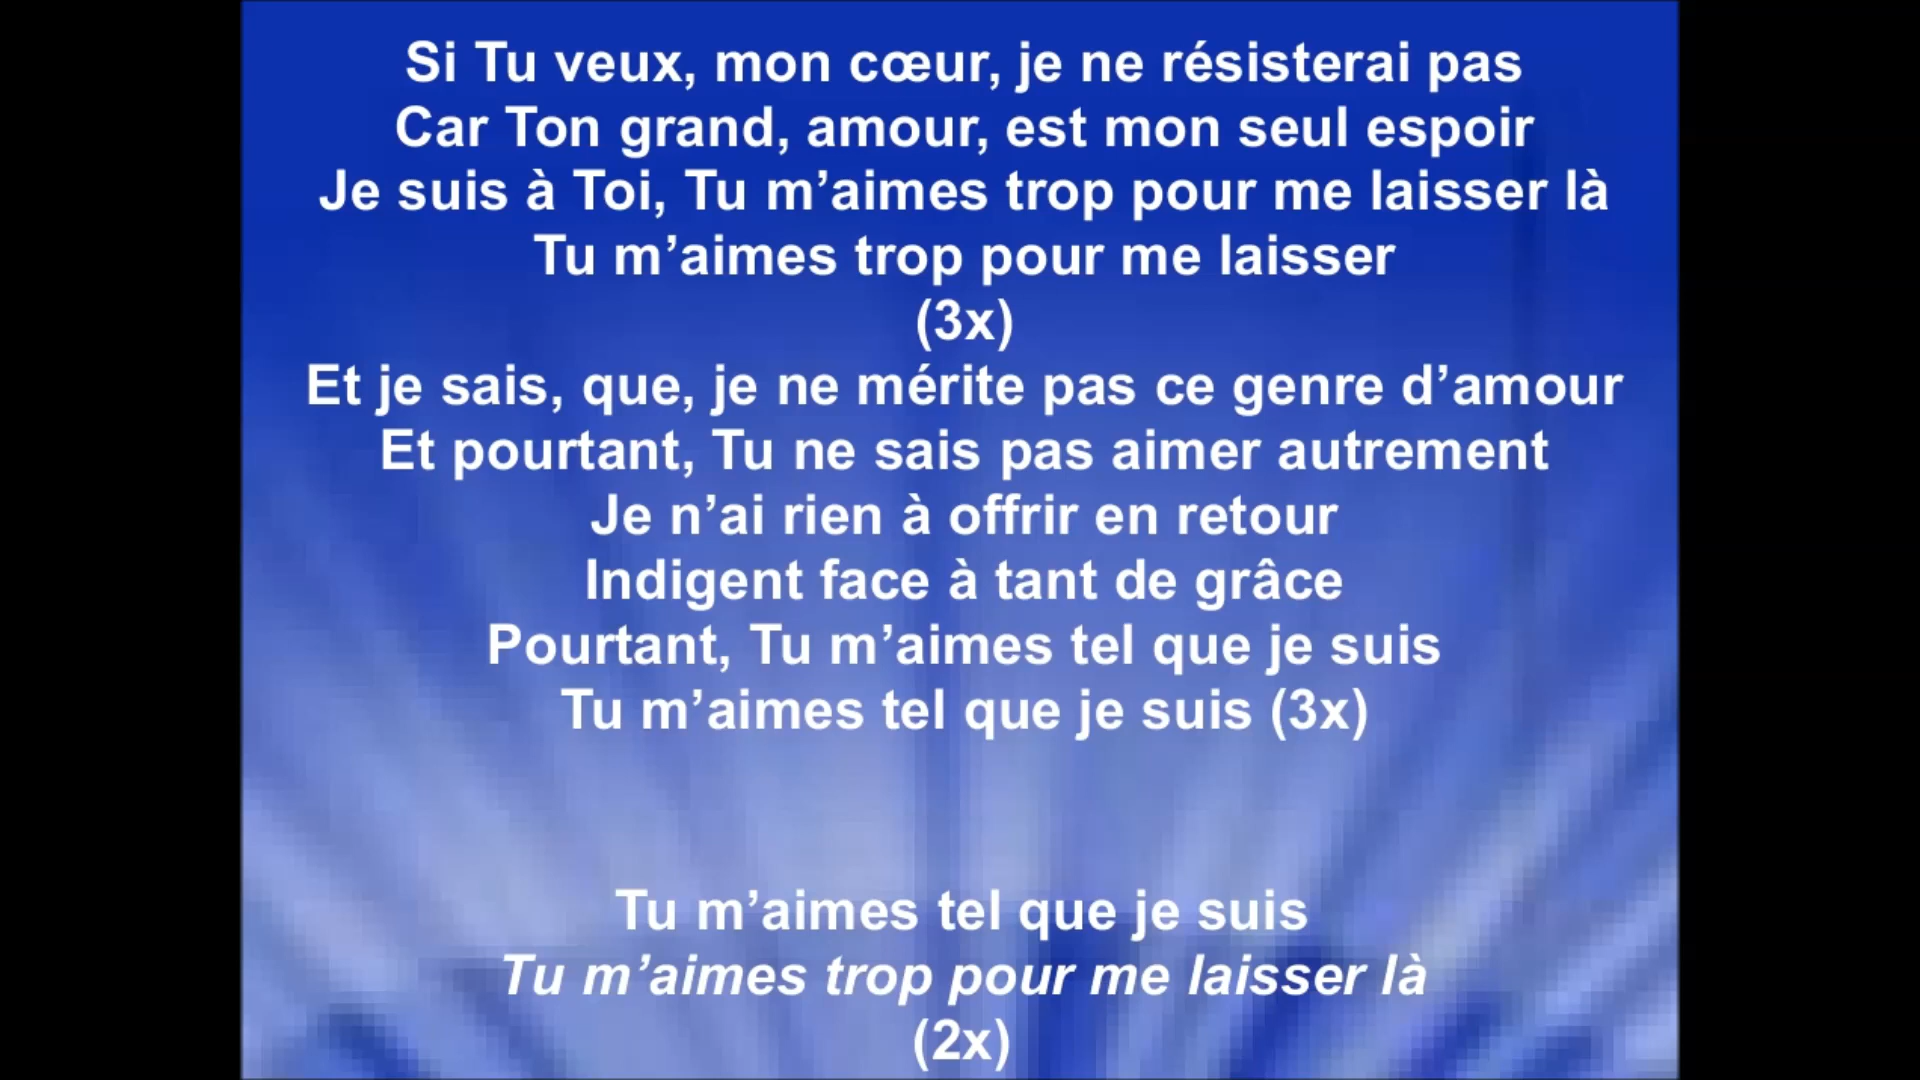 Si Tu veux, mon cœur, je ne résisterai pas
Car Ton grand, amour, est mon seul espoir
Je suis à Toi, Tu m’aimes trop pour me laisser là
Tu m’aimes trop pour me laisser
(3x)
Et je sais, que, je ne mérite pas ce genre d’amour
Et pourtant, Tu ne sais pas aimer autrement
Je n’ai rien à offrir en retour
Indigent face à tant de grâce
Pourtant, Tu m’aimes tel que je suis
Tu m’aimes tel que je suis (3x)
Tu m’aimes tel que je suis
Tu m’aimes trop pour me laisser là
(2x)